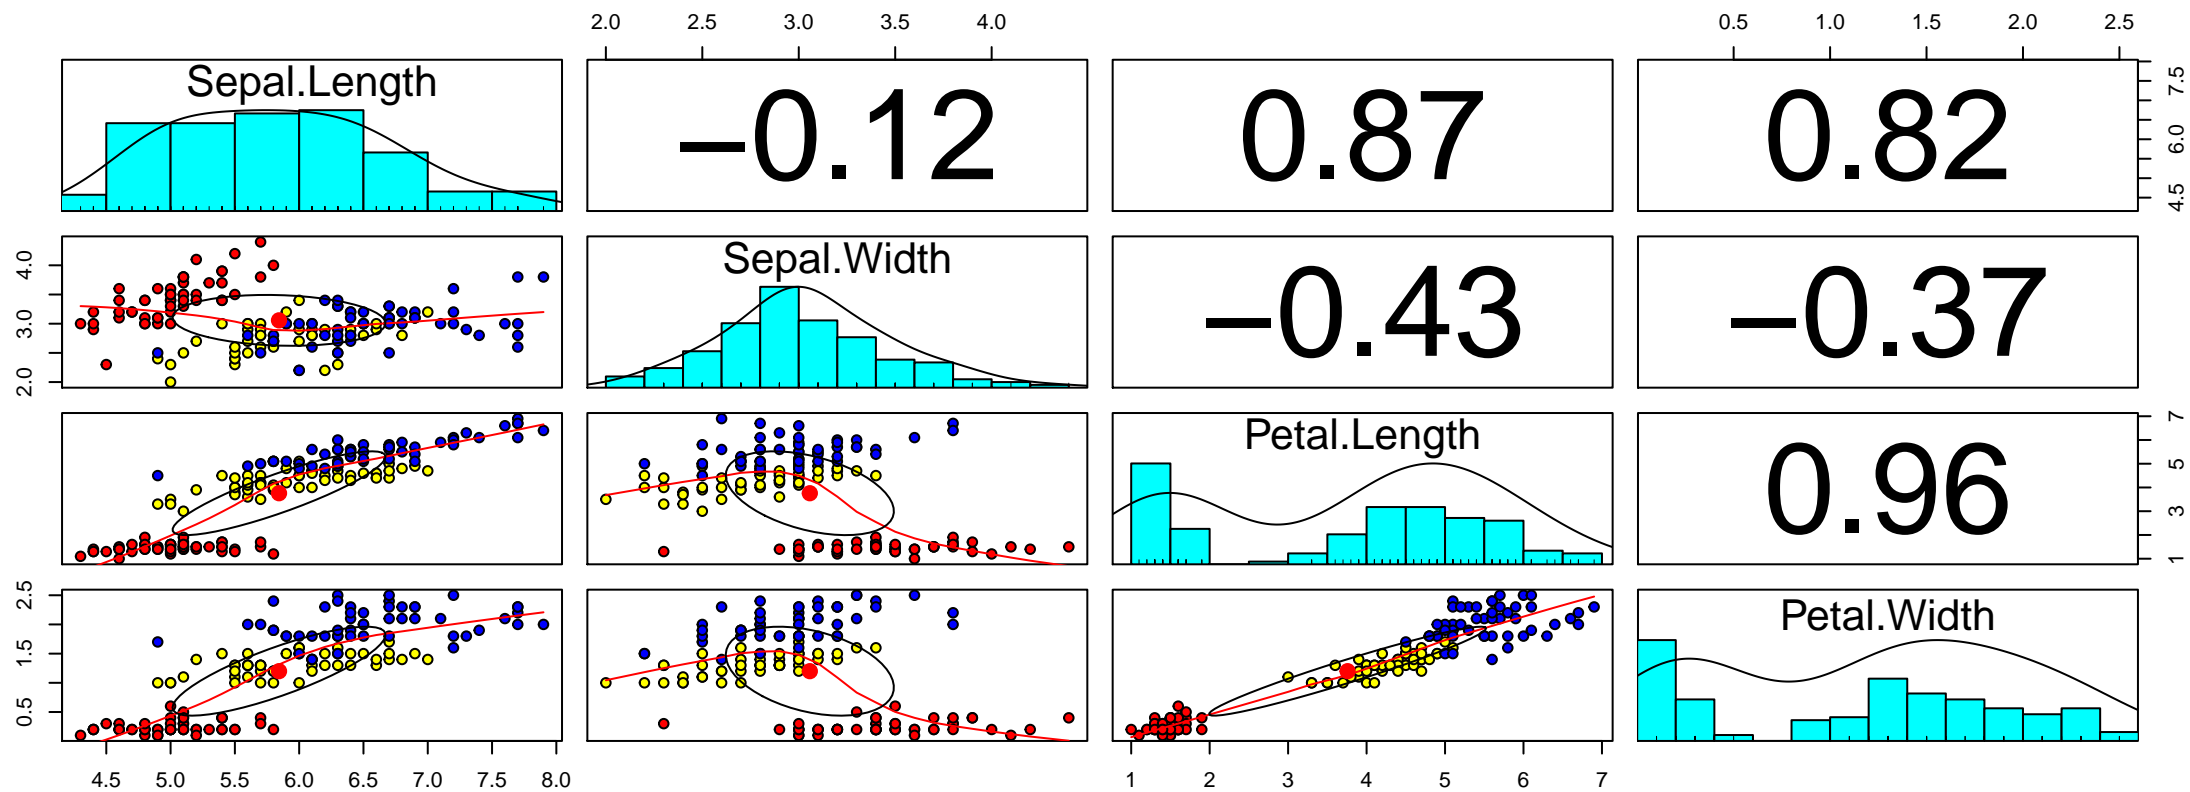 2.0 2.5 3.0 3.5 4.0 0.5 1.0 1.5 2.0 2.5
Sepal.Length −0.12 0.87 0.82 4.5 6.0 7.5
2.0 3.0 4.0 Sepal.Width −0.43 −0.37
Petal.Length 0.96 1 3 5 7
0.5 1.5 2.5 Petal.Width
4.5 5.0 5.5 6.0 6.5 7.0 7.5 8.0 1 2 3 4 5 6 7